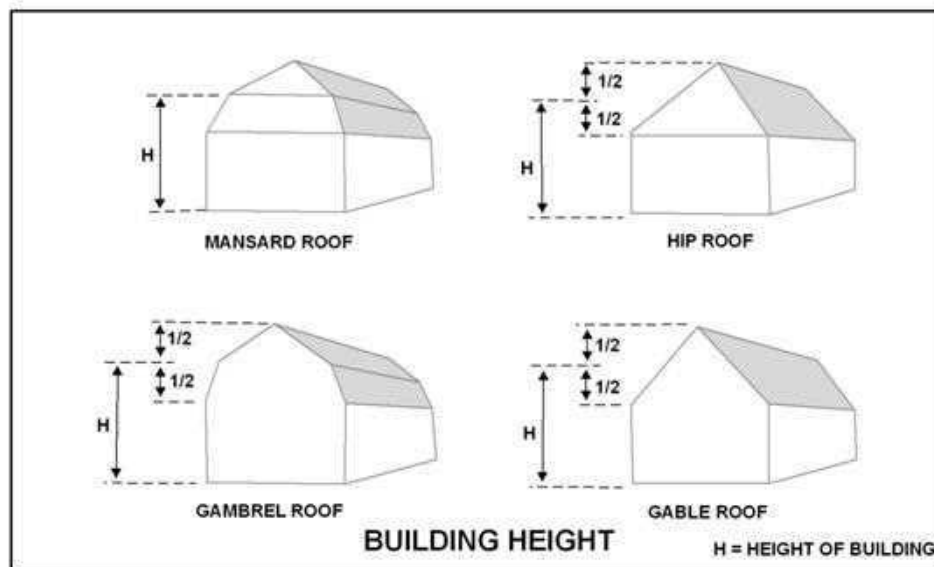 H
MANSARD ROOF
1/2
1/2
H
HIP ROOF
1/2
1/2
H
GAMBREL ROOF
1/2
1/2
H
GABLE ROOF
BUILDING HEIGHT
H = HEIGHT OF BUILDING